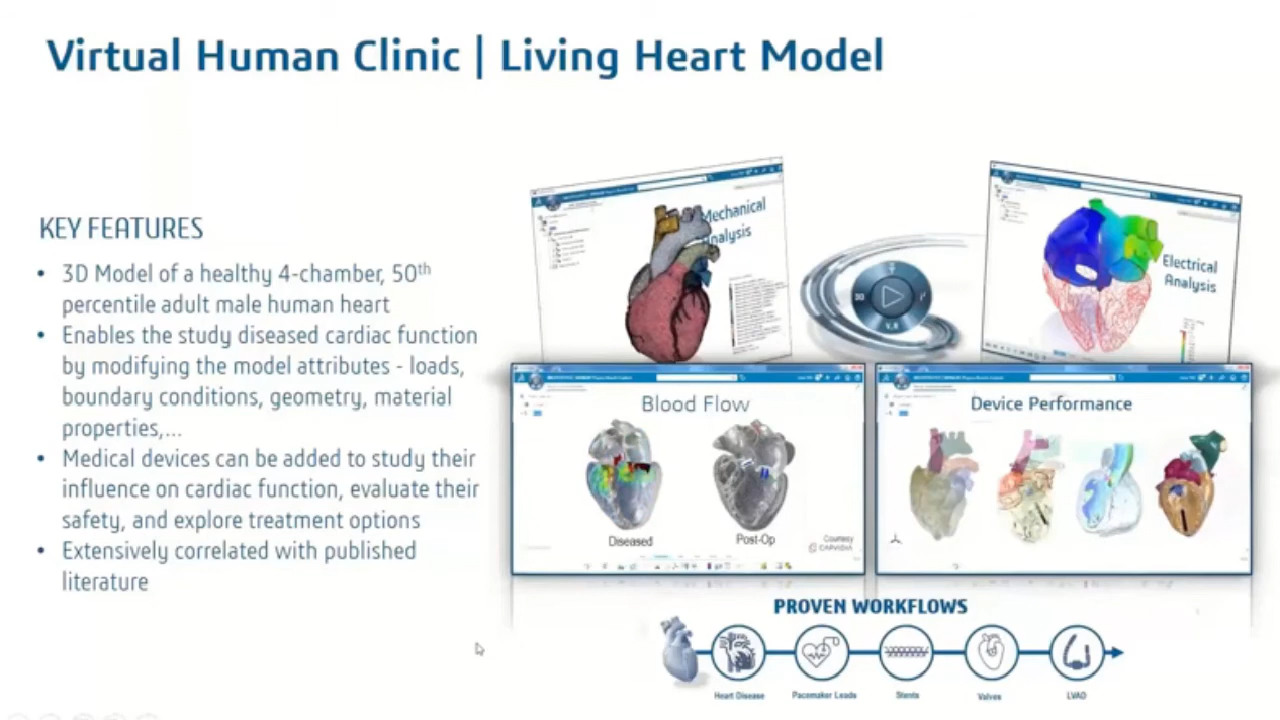 Virtual Human Clinic | Living Heart Model
KEY FEATURES
• 3D Model of a healthy 4-chamber, 50th
percentile adult male human heart
• Enables the study diseased cardiac function
by modifying the model attributes - loads,
boundary conditions, geometry, material
properties,...
• Medical devices can be added to study their
influence on cardiac function, evaluate their
safety, and explore treatment options
• Extensively correlated with published
literature
Mechanical
Analysis
3D
V.R
Electrical
Analysis
Blood Flow
Diseased
Post-Op
Courtesy
CAPVIDIA
Device Performance
PROVEN WORKFLOWS
Heart Disease
Pacemaker Leads
Stents
Valves
LVAD